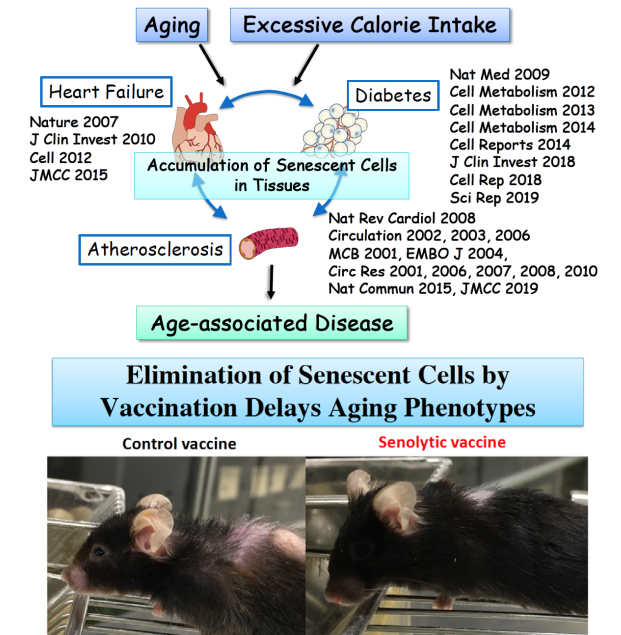 Aging
Excessive Calorie Intake
Heart Failure
Nature 2007
J Clin Invest 2010
Cell 2012
JMCC 2015
Diabetes
Nat Med 2009
Cell Metabolism 2012
Cell Metabolism 2013
Cell Metabolism 2014
Cell Reports 2014
J Clin Invest 2018
Cell Rep 2018
Sci Rep 2019
Accumulation of Senescent Cells
in Tissues
Atherosclerosis
Nat Rev Cardiol 2008
Circulation 2002, 2003, 2006
MCB 2001, EMBO J 2004,
Circ Res 2001, 2006, 2007, 2008, 2010
Nat Commun 2015, JMCC 2019
Age-associated Disease
Elimination of Senescent Cells by
Vaccination Delays Aging Phenotypes
Control vaccine
Senolytic vaccine